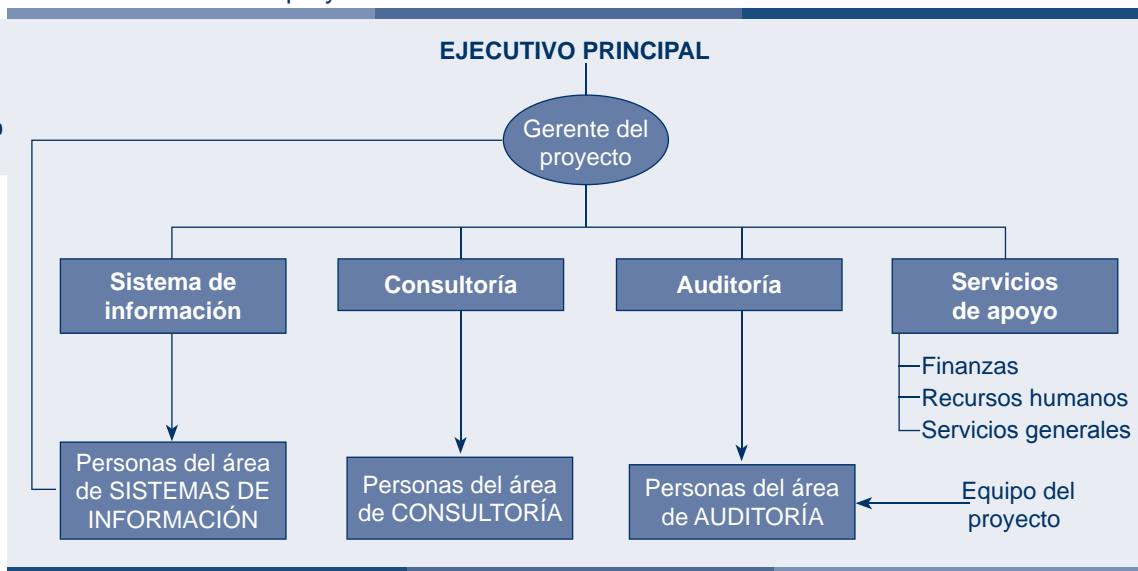 EJECUTIVO PRINCIPAL
Gerente del
proyecto
Sistema de
información
Consultoría
Auditoría
Servicios
de apoyo
Finanzas
Recursos humanos
Servicios generales
Personas del área
de SISTEMAS DE
INFORMACIÓN
Personas del área
de CONSULTORÍA
Personas del área
de AUDITORÍA
Equipo del
proyecto